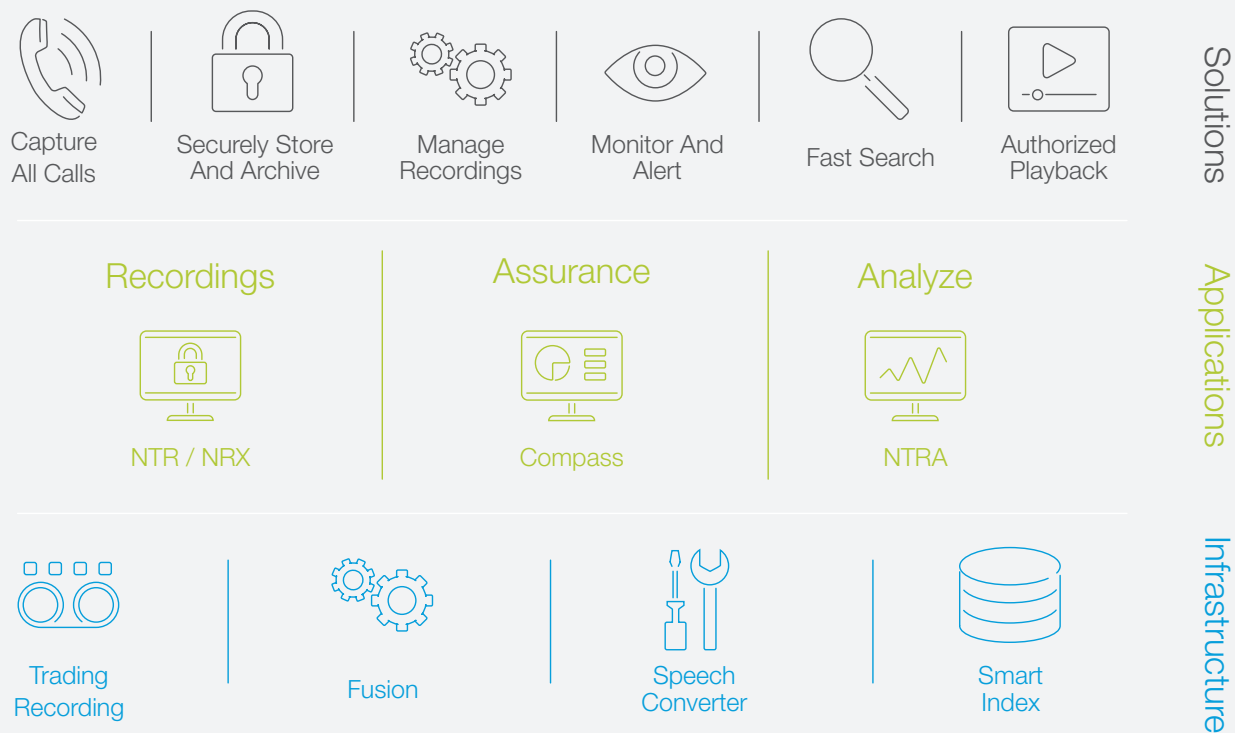 Capture
All Calls
Securely Store
And Archive
Manage
Recordings
Monitor And
Alert
Fast Search
Authorized
Playback
Solutions
Recordings
NTR / NRX
Assurance
Compass
Analyze
NTRA
Applications
Trading
Recording
Fusion
Speech
Converter
Smart
Index
Infrastructure